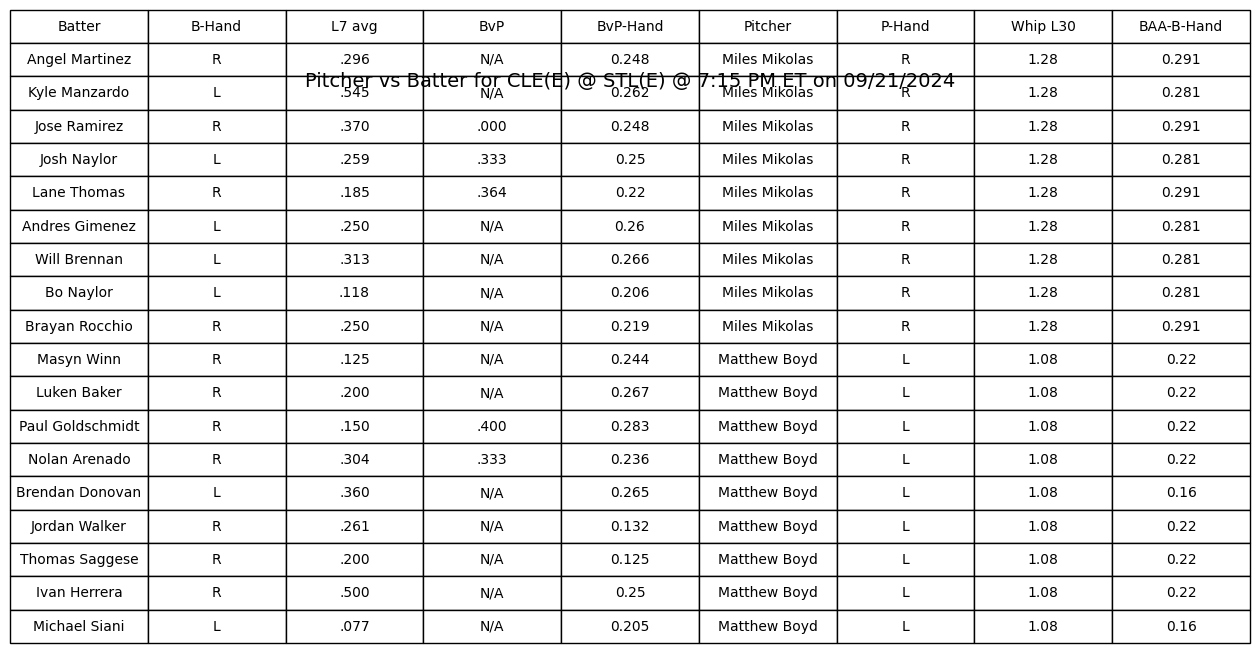 Batter B-Hand L7 avg BvP BvP-Hand Pitcher P-Hand Whip L30 BAA-B-Hand
Angel Martinez R .296 N/A 0.248 Miles Mikolas R 1.28 0.291
Pitcher vs Batter for CLE(E) @ STL(E) @ 7:15 PM ET on 09/21/2024
Kyle Manzardo L .545 N/A 0.262 Miles Mikolas R 1.28 0.281
Jose Ramirez R .370 .000 0.248 Miles Mikolas R 1.28 0.291
Josh Naylor L .259 .333 0.25 Miles Mikolas R 1.28 0.281
Lane Thomas R .185 .364 0.22 Miles Mikolas R 1.28 0.291
Andres Gimenez L .250 N/A 0.26 Miles Mikolas R 1.28 0.281
Will Brennan L .313 N/A 0.266 Miles Mikolas R 1.28 0.281
Bo Naylor L .118 N/A 0.206 Miles Mikolas R 1.28 0.281
Brayan Rocchio R .250 N/A 0.219 Miles Mikolas R 1.28 0.291
Masyn Winn R .125 N/A 0.244 Matthew Boyd L 1.08 0.22
Luken Baker R .200 N/A 0.267 Matthew Boyd L 1.08 0.22
Paul Goldschmidt R .150 .400 0.283 Matthew Boyd L 1.08 0.22
Nolan Arenado R .304 .333 0.236 Matthew Boyd L 1.08 0.22
Brendan Donovan L .360 N/A 0.265 Matthew Boyd L 1.08 0.16
Jordan Walker R .261 N/A 0.132 Matthew Boyd L 1.08 0.22
Thomas Saggese R .200 N/A 0.125 Matthew Boyd L 1.08 0.22
Ivan Herrera R .500 N/A 0.25 Matthew Boyd L 1.08 0.22
Michael Siani L .077 N/A 0.205 Matthew Boyd L 1.08 0.16